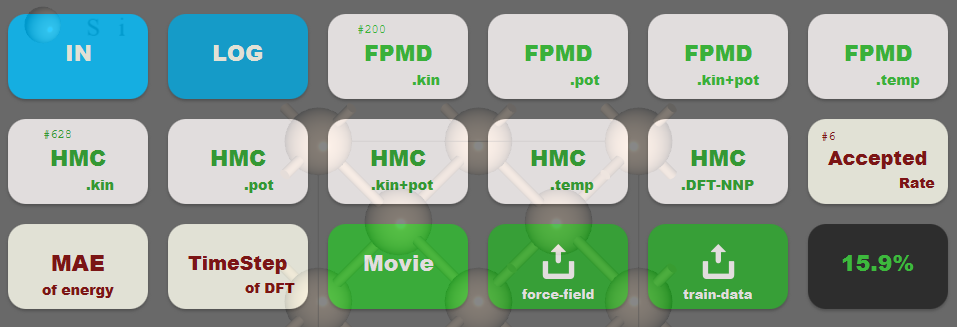 Si
IN
LOG
#200
FPMD
.kin
FPMD
.pot
FPMD
.kin+pot
FPMD
.temp
#628
HMC
.kin
HMC
.pot
HMC
.kin+pot
HMC
.temp
HMC
.DFT-NNP
#6
Accepted
Rate
MAE
of energy
TimeStep
of DFT
Movie
force-field
train-data
15.9%